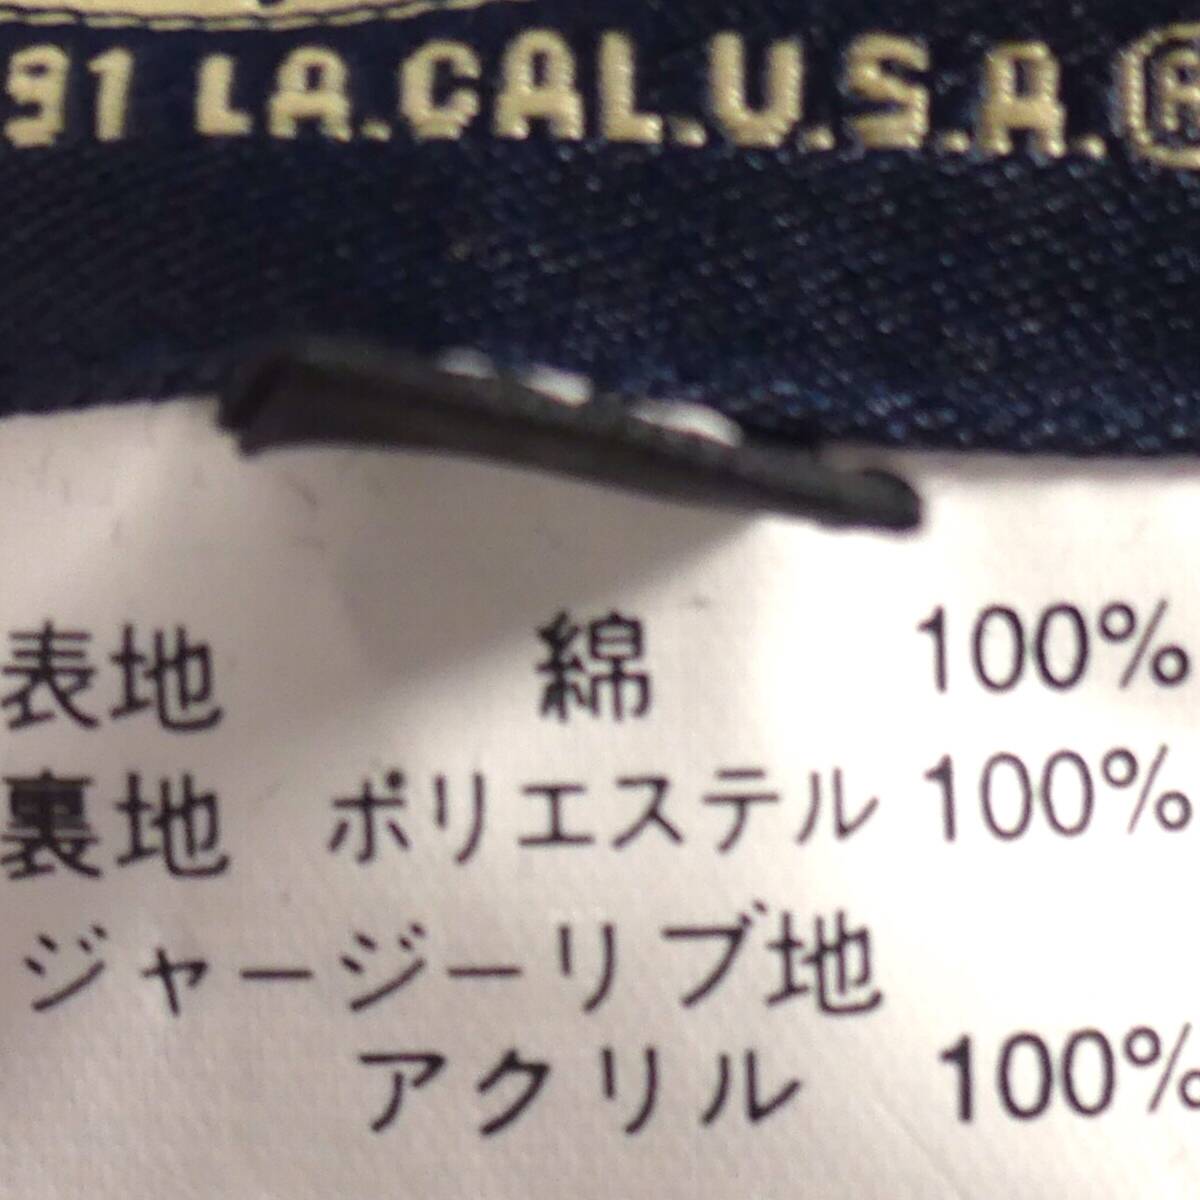 91 LA.CAL.U.S.A. ®
表地 綿 100%
裏地 ポリエステル 100%
ジャージーリブ地
アクリル 100%